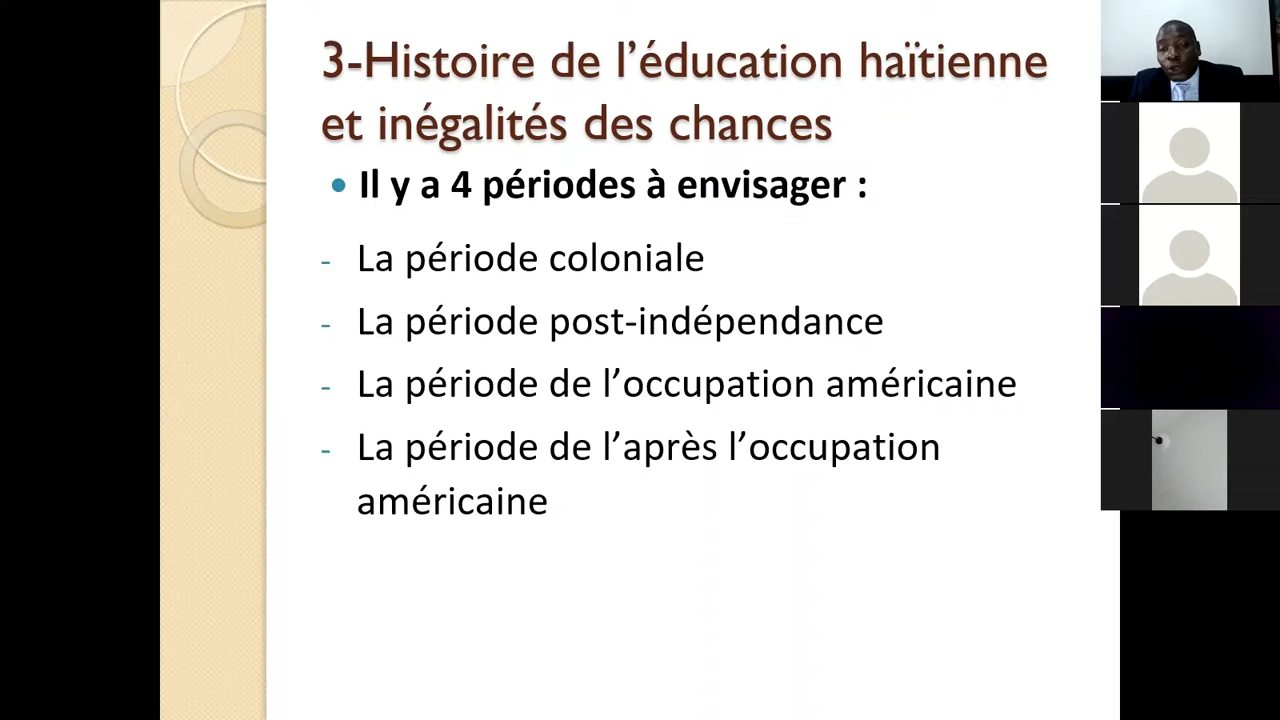 3-Histoire de l’éducation haïtienne
et inégalités des chances
• Il y a 4 périodes à envisager :
- La période coloniale
- La période post-indépendance
- La période de l’occupation américaine
- La période de l’après l’occupation
américaine